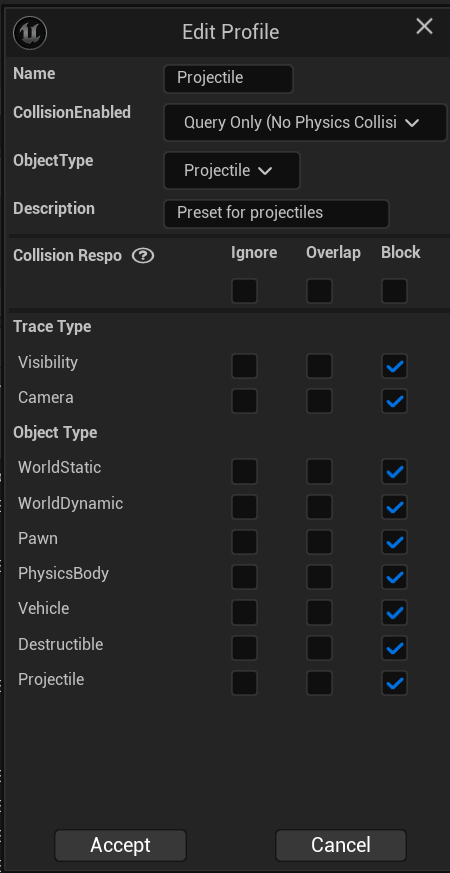 Edit Profile
Name Projectile
CollisionEnabled Query Only (No Physics Collisi
ObjectType Projectile
Description Preset for projectiles
Collision Respo ? Ignore Overlap Block
Trace Type
Visibility
Camera
Object Type
WorldStatic
WorldDynamic
Pawn
PhysicsBody
Vehicle
Destructible
Projectile
Accept Cancel